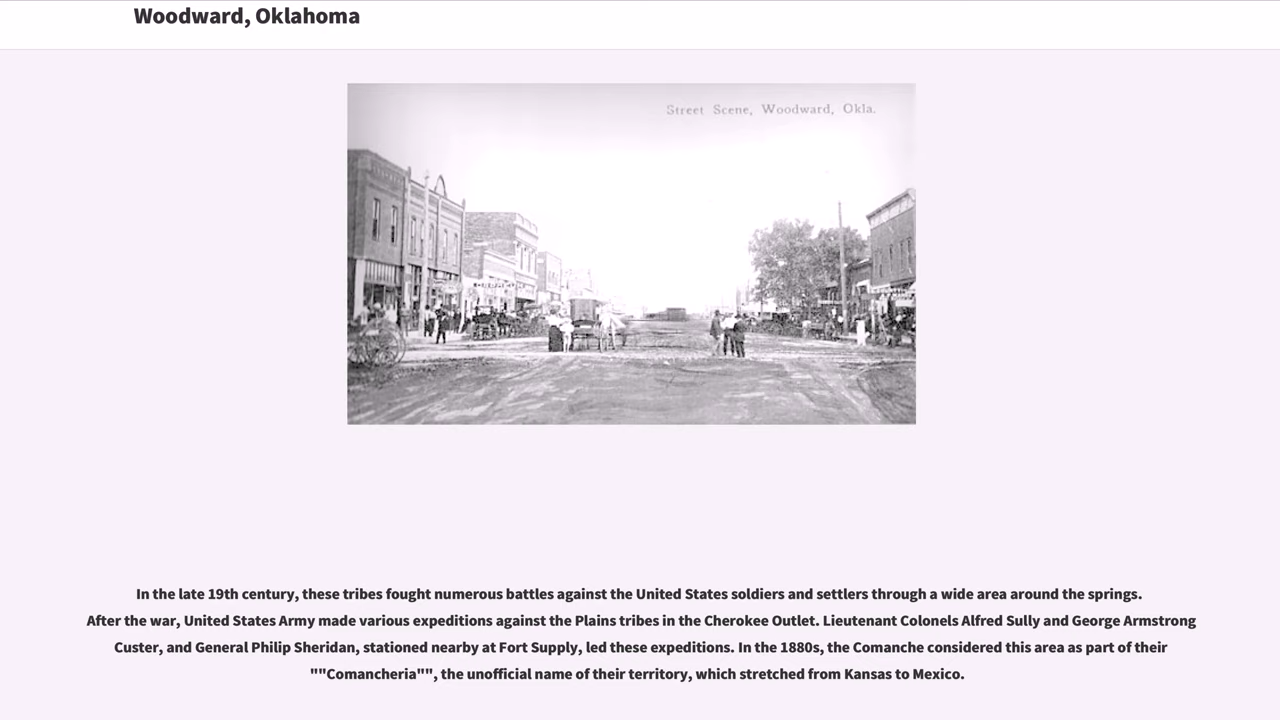 Woodward, Oklahoma
Street Scene, Woodward, Okla.
In the late 19th century, these tribes fought numerous battles against the United States soldiers and settlers through a wide area around the springs.
After the war, United States Army made various expeditions against the Plains tribes in the Cherokee Outlet. Lieutenant Colonels Alfred Sully and George Armstrong
Custer, and General Philip Sheridan, stationed nearby at Fort Supply, led these expeditions. In the 1880s, the Comanche considered this area as part of their
""Comancheria"", the unofficial name of their territory, which stretched from Kansas to Mexico.